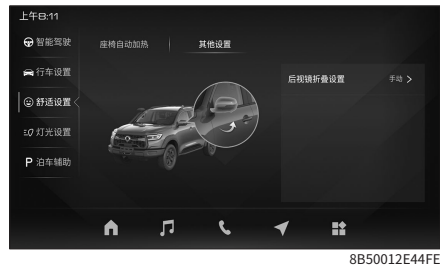 上午8:11
智能驾驶
座椅自动加热
其他设置
行车设置
后视镜折叠设置
手动
舒适设置
灯光设置
P 泊车辅助
8B50012E44FE